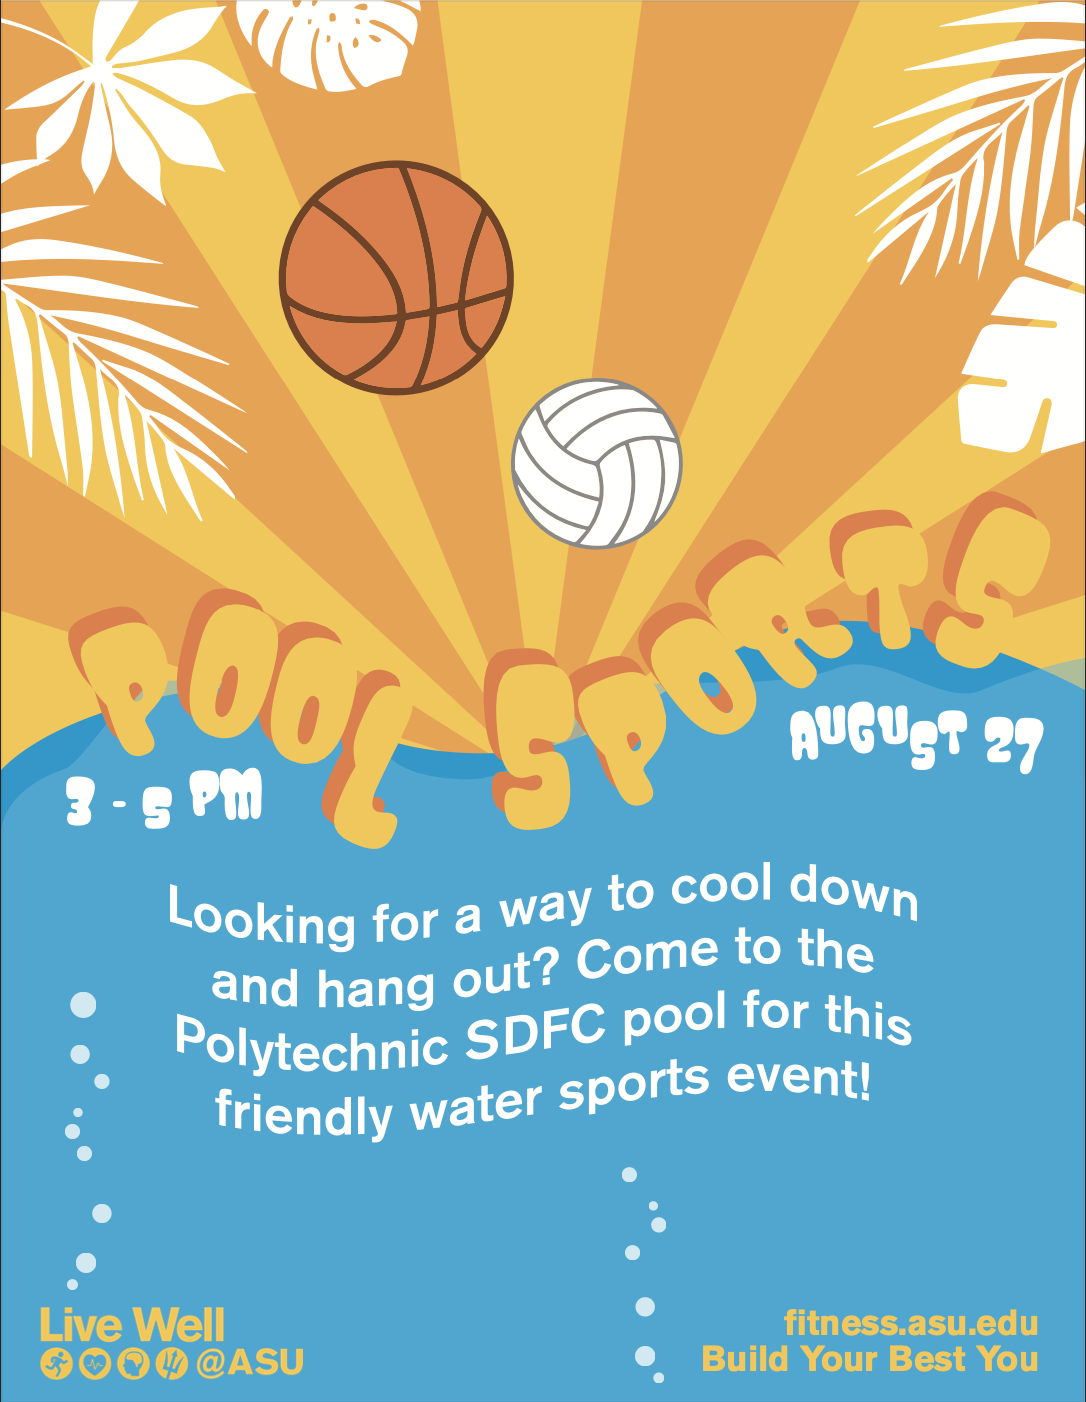 POOL SPORTS
AUGUST 27
3 - 5 PM
Looking for a way to cool down
and hang out? Come to the
Polytechnic SDFC pool for this
friendly water sports event!
Live Well
@ASU
fitness.asu.edu
Build Your Best You